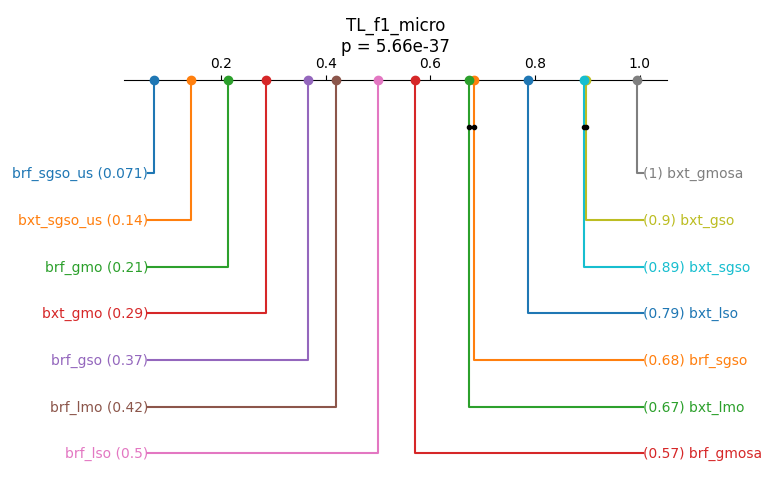 TL_f1_micro
p = 5.66e-37
0.2 0.4 0.6 0.8 1.0
brf_sgso_us (0.071) (1) bxt_gmosa
bxt_sgso_us (0.14) (0.9) bxt_gso
brf_gmo (0.21) (0.89) bxt_sgso
bxt_gmo (0.29) (0.79) bxt_lso
brf_gso (0.37) (0.68) brf_sgso
brf_lmo (0.42) (0.67) bxt_lmo
brf_lso (0.5) (0.57) brf_gmosa